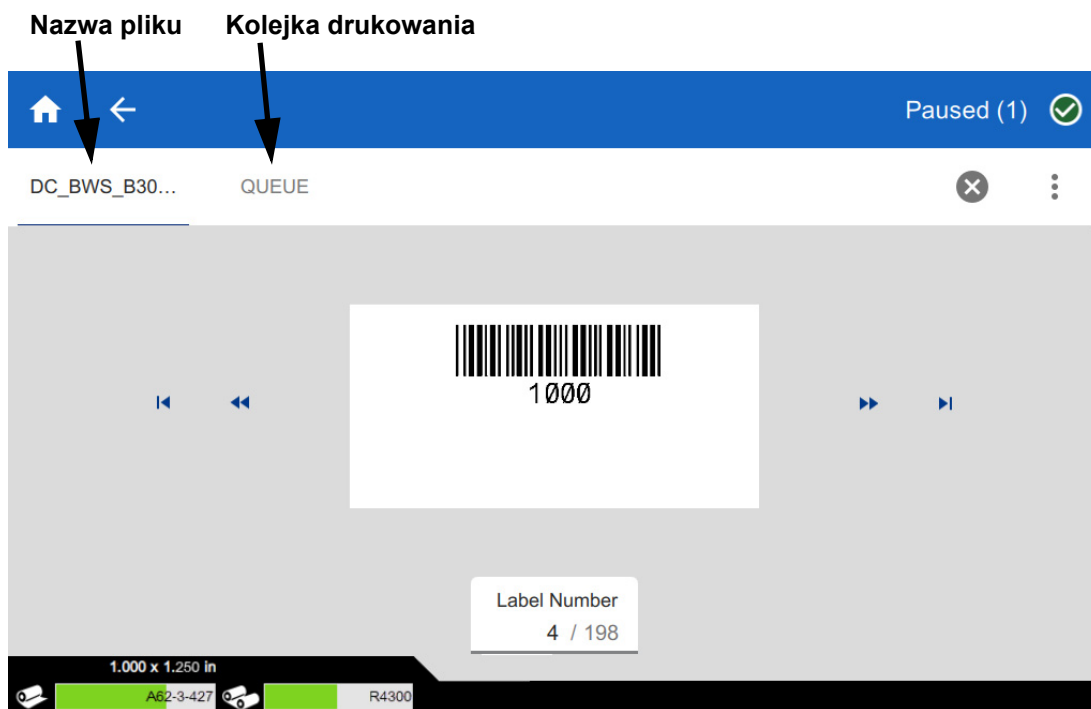 Nazwa pliku Kolejka drukowania
Paused (1)
DC_BWS_B30... QUEUE
1000
Label Number
4 / 198
1.000 x 1.250 in
A62-3-427 R4300